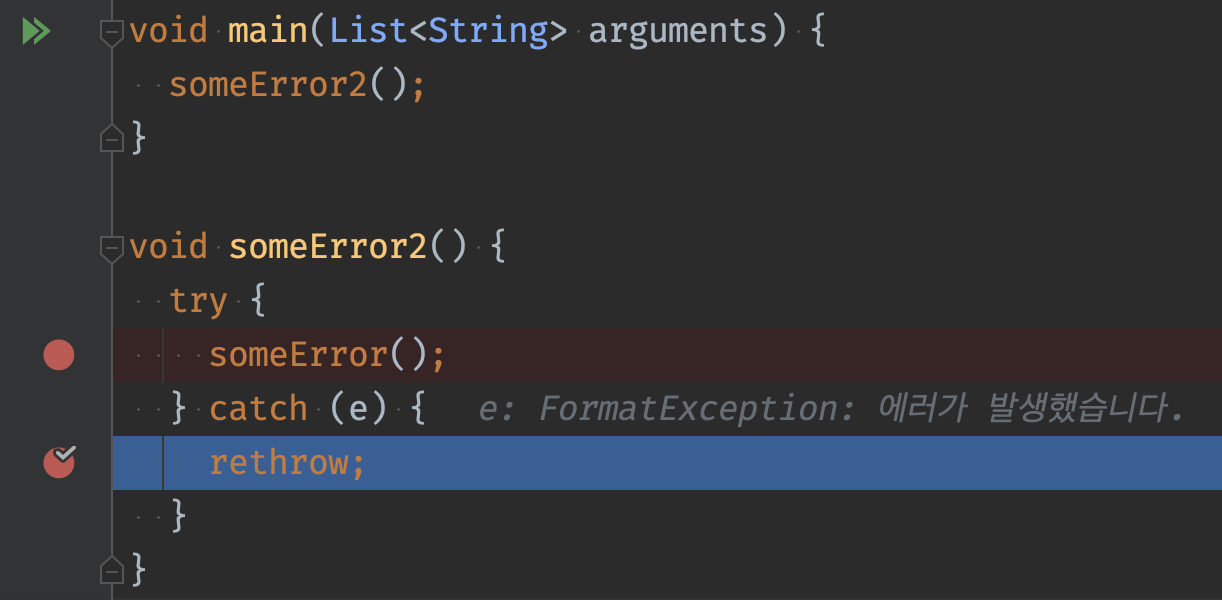 void main(List<String> arguments) {
  someError2();
}

void someError2() {
  try {
    someError();
  } catch (e) {   e: FormatException: 에러가 발생했습니다.
    rethrow;
  }
}